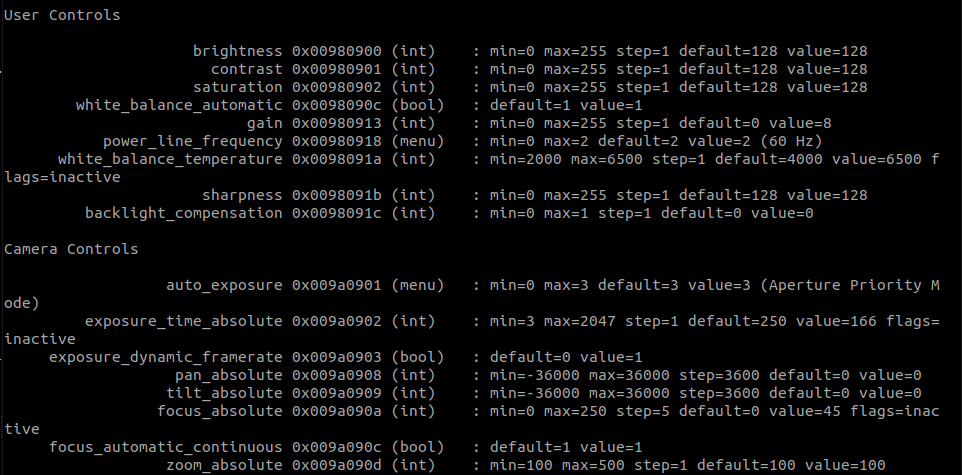 User Controls
brightness 0x00980900 (int) : min=0 max=255 step=1 default=128 value=128
contrast 0x00980901 (int) : min=0 max=255 step=1 default=128 value=128
saturation 0x00980902 (int) : min=0 max=255 step=1 default=128 value=128
white_balance_automatic 0x0098090c (bool) : default=1 value=1
gain 0x00980913 (int) : min=0 max=255 step=1 default=0 value=8
power_line_frequency 0x00980918 (menu) : min=0 max=2 default=2 value=2 (60 Hz)
white_balance_temperature 0x0098091a (int) : min=2000 max=6500 step=1 default=4000 value=6500 f
lags=inactive
sharpness 0x0098091b (int) : min=0 max=255 step=1 default=128 value=128
backlight_compensation 0x0098091c (int) : min=0 max=1 step=1 default=0 value=0
Camera Controls
auto_exposure 0x009a0901 (menu) : min=0 max=3 default=3 value=3 (Aperture Priority M
ode)
exposure_time_absolute 0x009a0902 (int) : min=3 max=2047 step=1 default=250 value=166 flags=
inactive
exposure_dynamic_framerate 0x009a0903 (bool) : default=0 value=1
pan_absolute 0x009a0908 (int) : min=-36000 max=36000 step=3600 default=0 value=0
tilt_absolute 0x009a0909 (int) : min=-36000 max=36000 step=3600 default=0 value=0
focus_absolute 0x009a090a (int) : min=0 max=250 step=5 default=0 value=45 flags=inac
tive
focus_automatic_continuous 0x009a090c (bool) : default=1 value=1
zoom_absolute 0x009a090d (int) : min=100 max=500 step=1 default=100 value=100